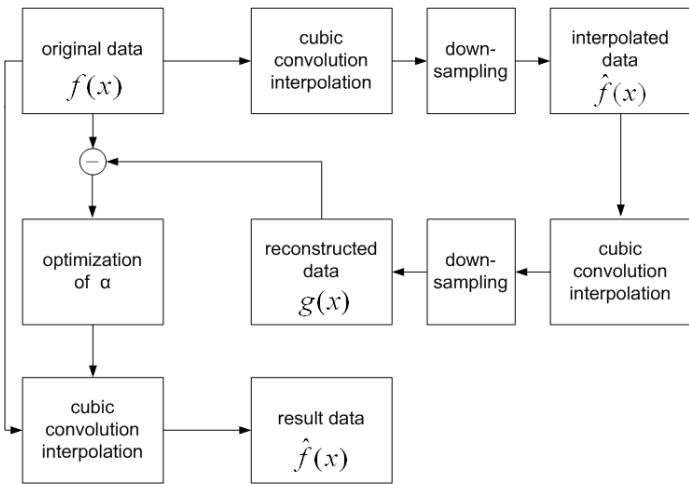 original data
f(x)
cubic
convolution
interpolation
down-
sampling
interpolated
data
f̂(x)
−
optimization
of α
reconstructed
data
g(x)
down-
sampling
cubic
convolution
interpolation
cubic
convolution
interpolation
result data
f̂(x)